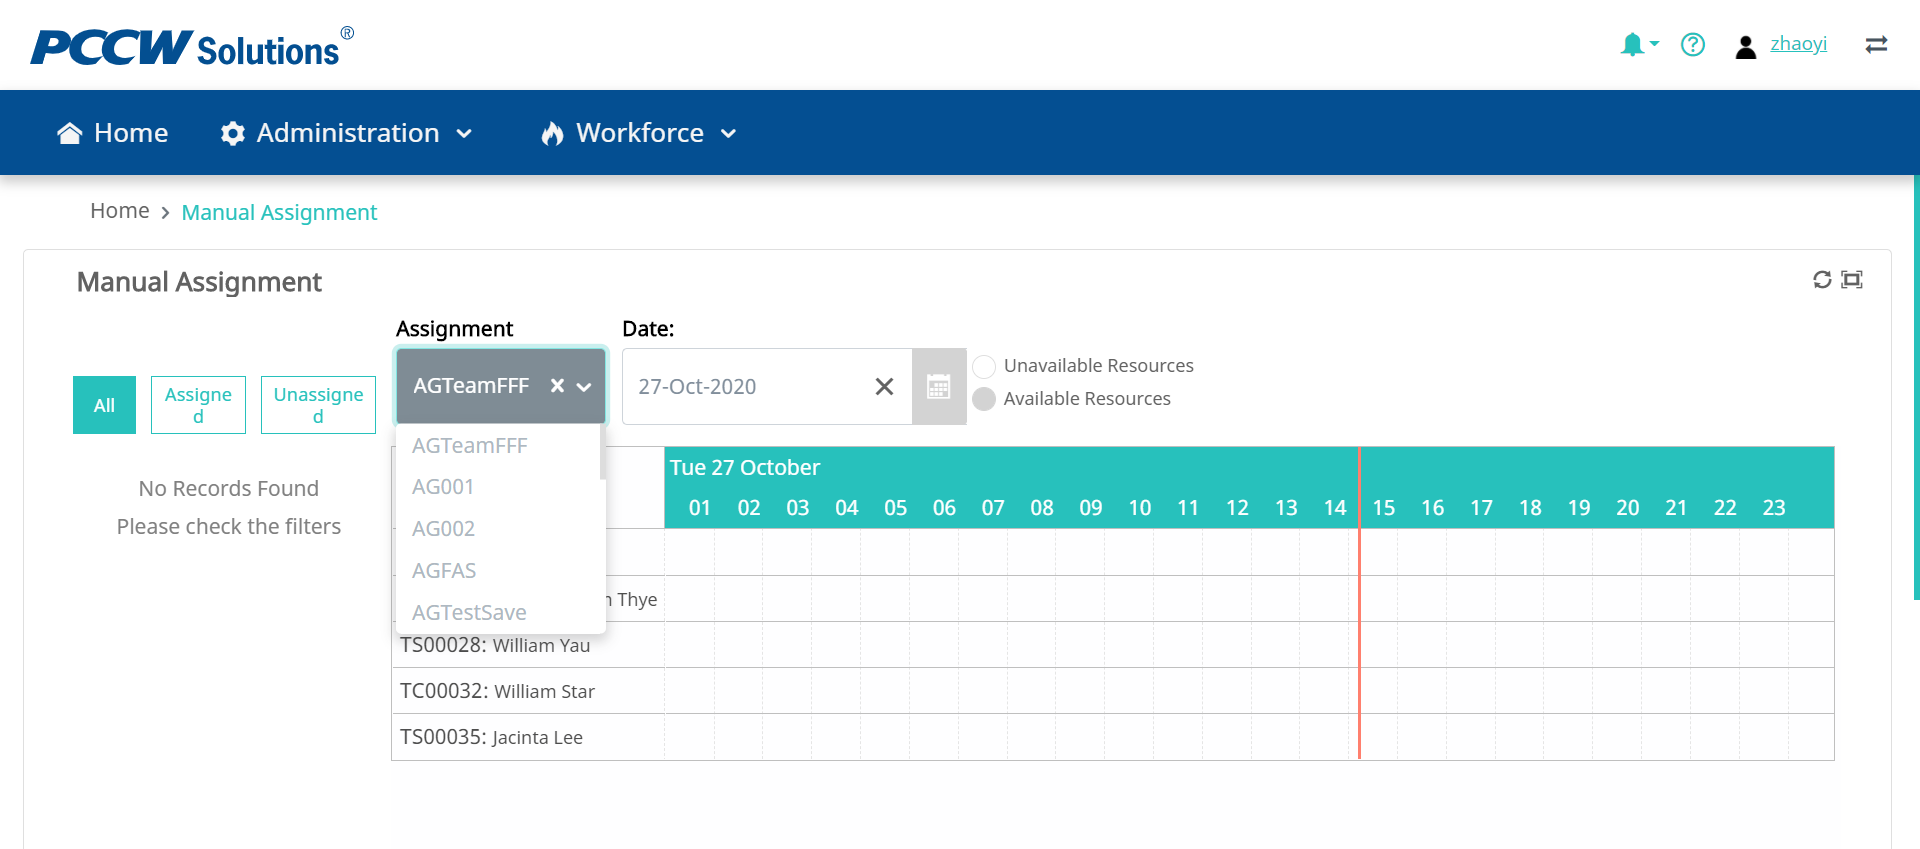 PCCW Solutions®
zhaoyi
Home
Administration
Workforce
Home
Manual Assignment
Manual Assignment
Assignment
Date:
AGTeamFFF
27-Oct-2020
Unavailable Resources
Available Resources
All
Assigne
d
Unassigne
d
AGTeamFFF
AG001
AG002
AGFAS
AGTestSave
No Records Found
Please check the filters
Tue 27 October
01 02 03 04 05 06 07 08 09 10 11 12 13 14 15 16 17 18 19 20 21 22 23
Thye
TS00028: William Yau
TC00032: William Star
TS00035: Jacinta Lee